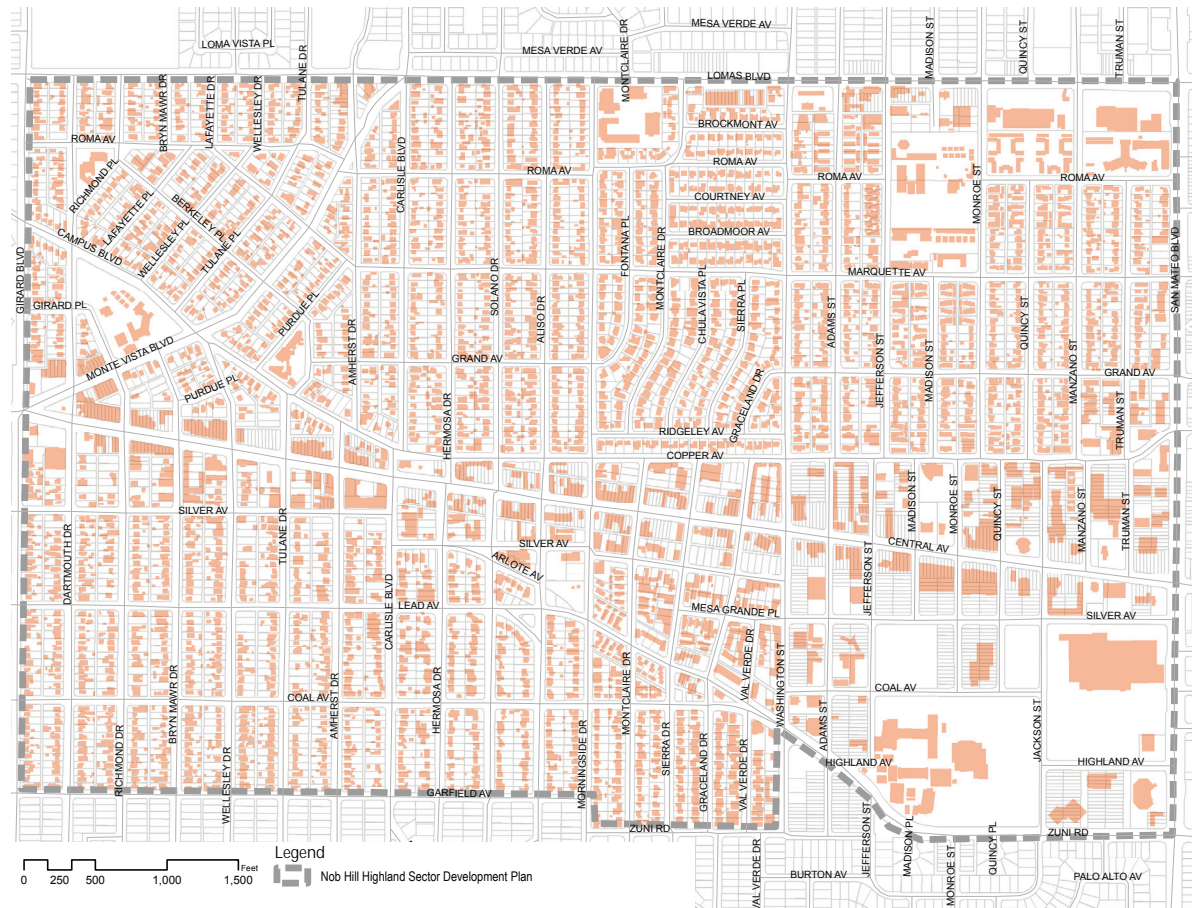 MESA VERDE AV
LOMA VISTA PL
MESA VERDE AV
MONTCLAIRE DR
MADISON ST
QUINCY ST
TRUMAN ST
TULANE DR
LOMAS BLVD
BRYN MAWR DR
LAFAYETTE DR
WELLESLEY DR
BROCKMONT AV
ROMA AV
ROMA AV
ROMA AV
ROMA AV
ROMA AV
RICHMOND PL
CARLISLE BLVD
MONROE ST
COURTNEY AV
LAFAYETTE PL
BERKELEY PL
WELLESLEY PL
TULANE PL
CAMPUS BLVD
BROADMOOR AV
FONTANA PL
MONTCLAIRE DR
MARQUETTE AV
GIRARD BLVD
SAN MATEO BLVD
GIRARD PL
PURDUE PL
SOLANO DR
ALISO DR
CHULA VISTA PL
SIERRA PL
ADAMS ST
QUINCY ST
MONTE VISTA BLVD
AMHERST DR
GRAND AV
JEFFERSON ST
MADISON ST
MANZANO ST
GRAND AV
PURDUE PL
HERMOSA DR
GRACELAND DR
TRUMAN ST
RIDGELEY AV
COPPER AV
SILVER AV
TULANE DR
MADISON ST
MONROE ST
QUINCY ST
MANZANO ST
TRUMAN ST
DARTMOUTH DR
SILVER AV
ARLOTE AV
CENTRAL AV
JEFFERSON ST
CARLISLE BLVD
LEAD AV
MESA GRANDE PL
SILVER AV
BRYN MAWR DR
COAL AV
AMHERST DR
HERMOSA DR
MONTCLAIRE DR
VAL VERDE DR
WASHINGTON ST
COAL AV
ADAMS ST
JACKSON ST
RICHMOND DR
WELLESLEY DR
MORNINGSIDE DR
SIERRA DR
GRACELAND DR
VAL VERDE DR
HIGHLAND AV
HIGHLAND AV
GARFIELD AV
ZUNI RD
JEFFERSON ST
MADISON PL
MONROE ST
QUINCY PL
ZUNI RD
VAL VERDE DR
BURTON AV
PALO ALTO AV
Legend
Nob Hill Highland Sector Development Plan
Feet
0 250 500 1,000 1,500